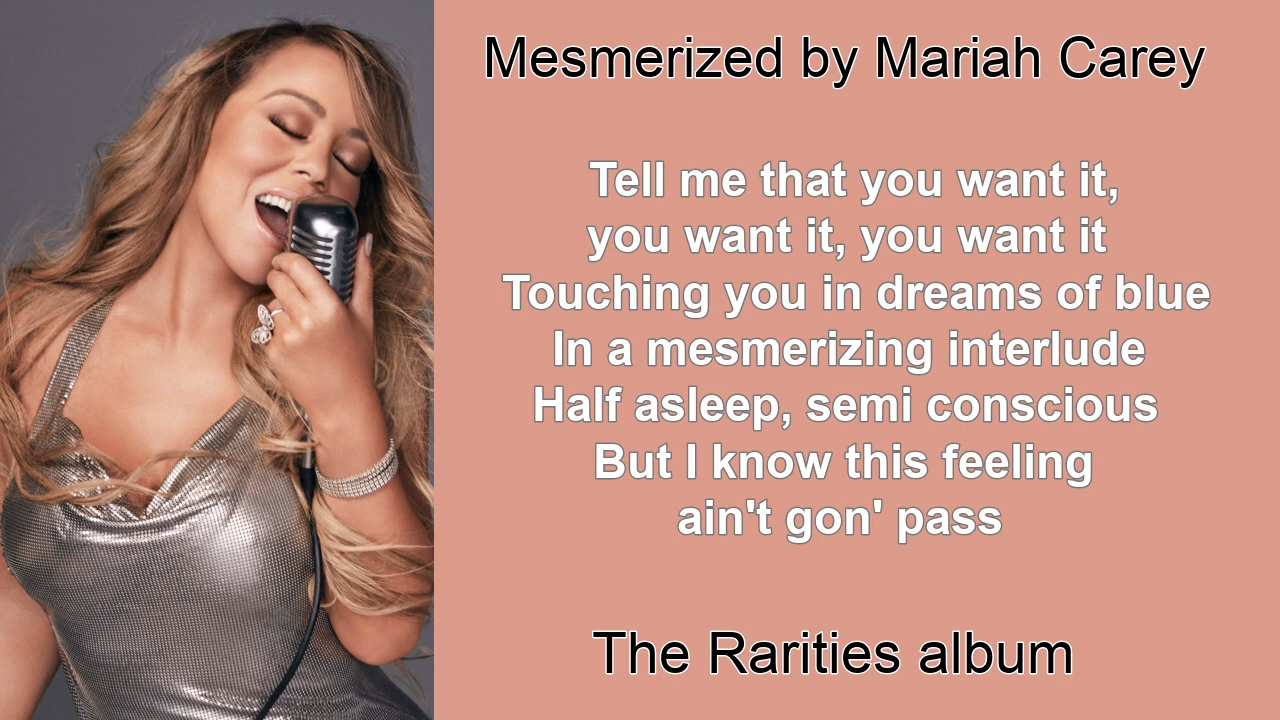 Mesmerized by Mariah Carey
Tell me that you want it,
you want it, you want it
Touching you in dreams of blue
In a mesmerizing interlude
Half asleep, semi conscious
But I know this feeling
ain't gon' pass
The Rarities album